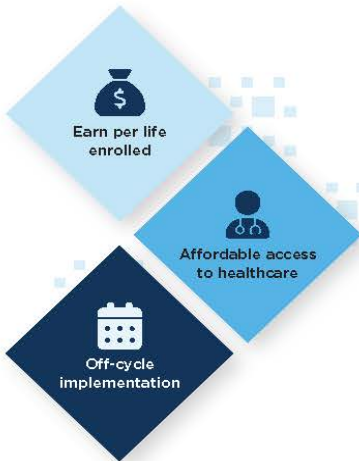 $
Earn per life
enrolled
Affordable access
to healthcare
Off-cycle
implementation